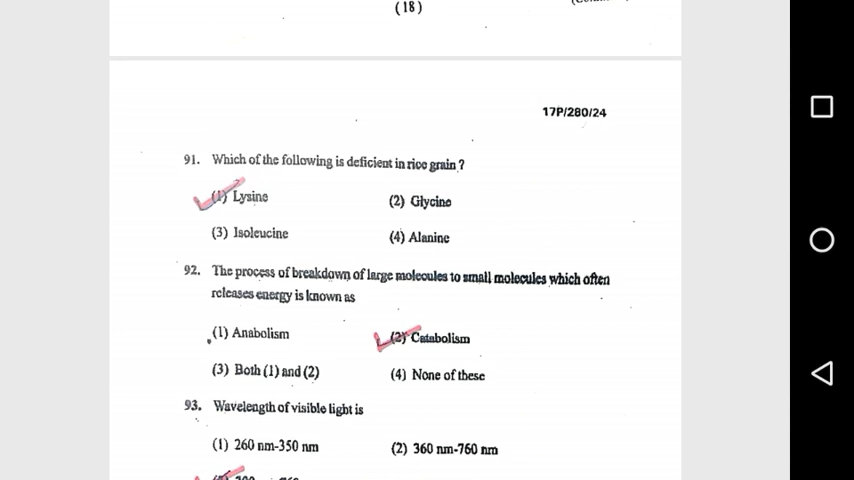 (18)
17P/280/24
91. Which of the following is deficient in rice grain ?
(1) Lysine
(2) Glycine
(3) Isoleucine
(4) Alanine
92. The process of breakdown of large molecules to small molecules which often
releases energy is known as
(1) Anabolism
(2) Catabolism
(3) Both (1) and (2)
(4) None of these
93. Wavelength of visible light is
(1) 260 nm-350 nm
(2) 360 nm-760 nm